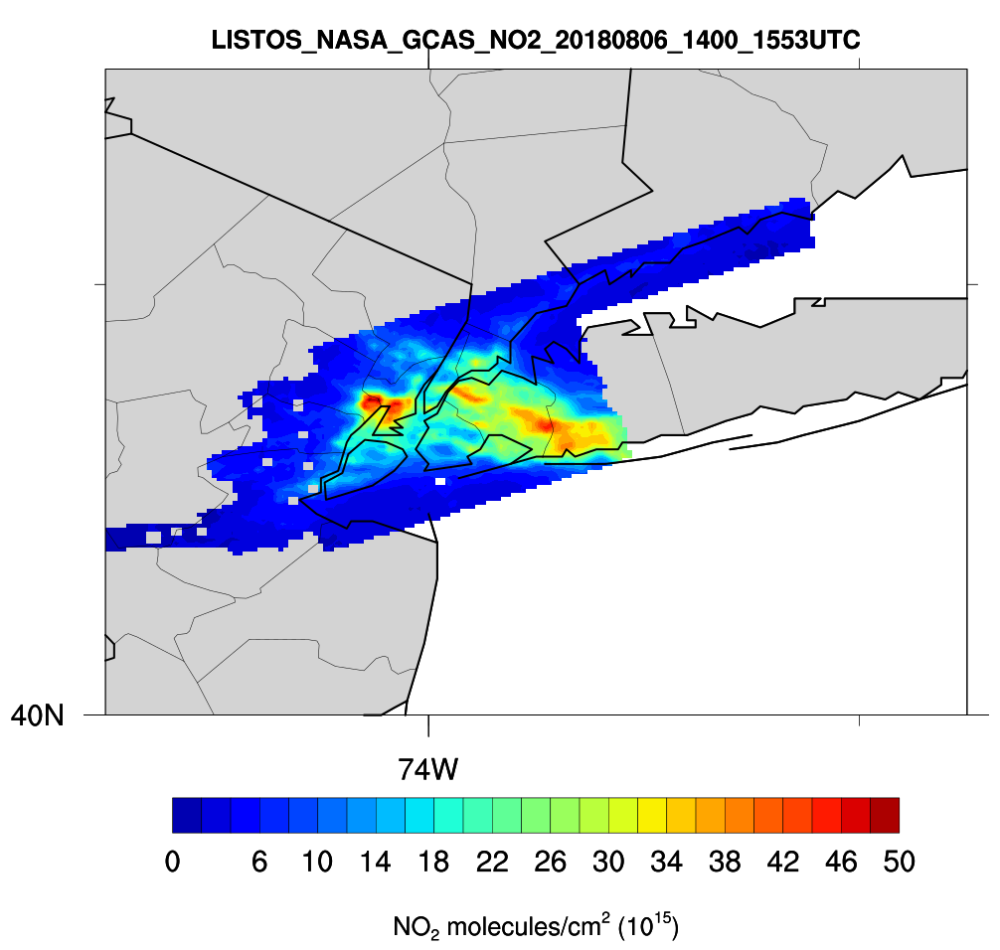 LISTOS_NASA_GCAS_NO2_20180806_1400_1553UTC
40N
74W
0 6 10 14 18 22 26 30 34 38 42 46 50
NO₂ molecules/cm² (10¹⁵)